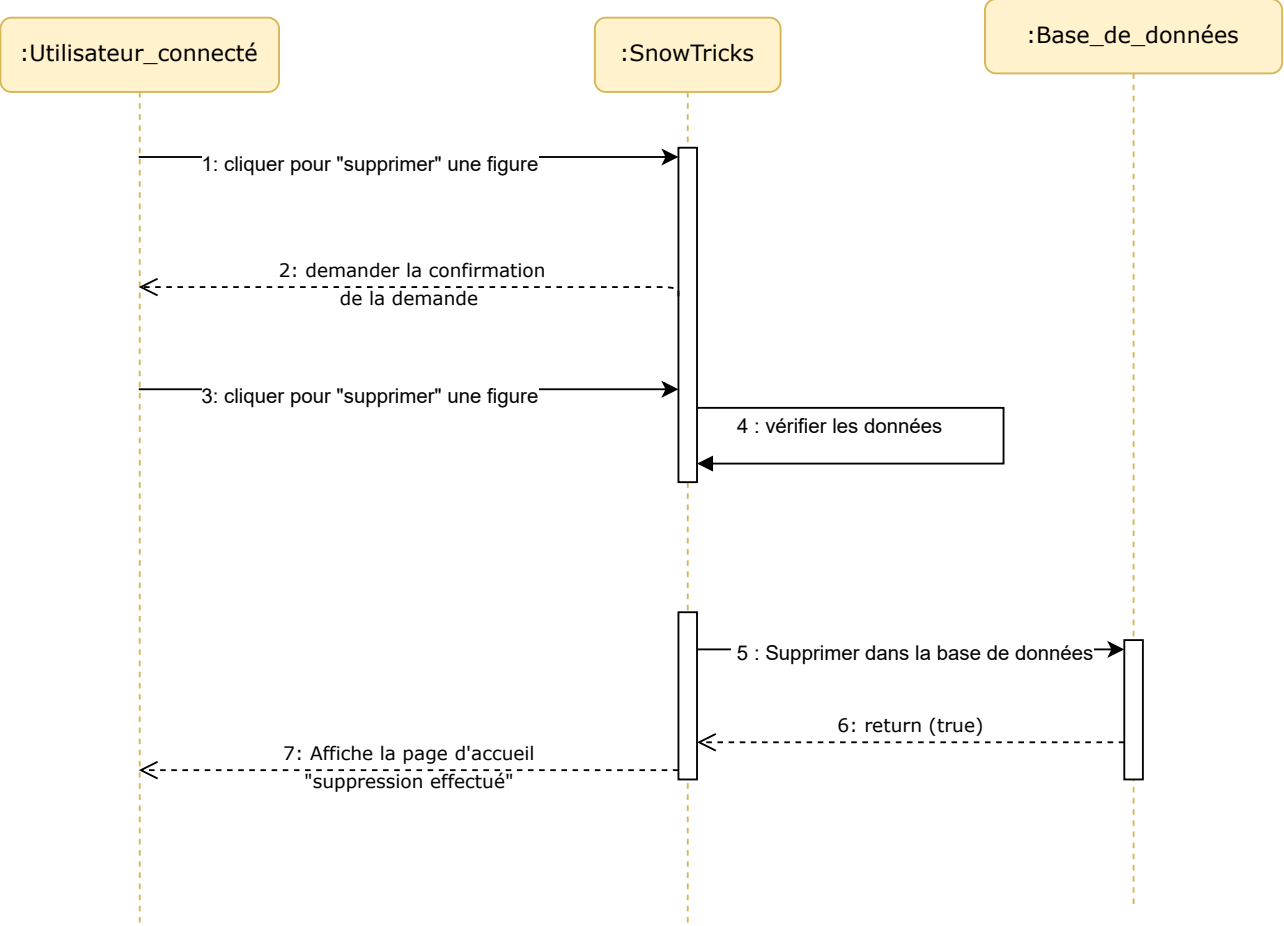 :Utilisateur_connecté
:SnowTricks
:Base_de_données
1: cliquer pour "supprimer" une figure
2: demander la confirmation
de la demande
3: cliquer pour "supprimer" une figure
4 : vérifier les données
5 : Supprimer dans la base de données
6: return (true)
7: Affiche la page d'accueil
"suppression effectué"